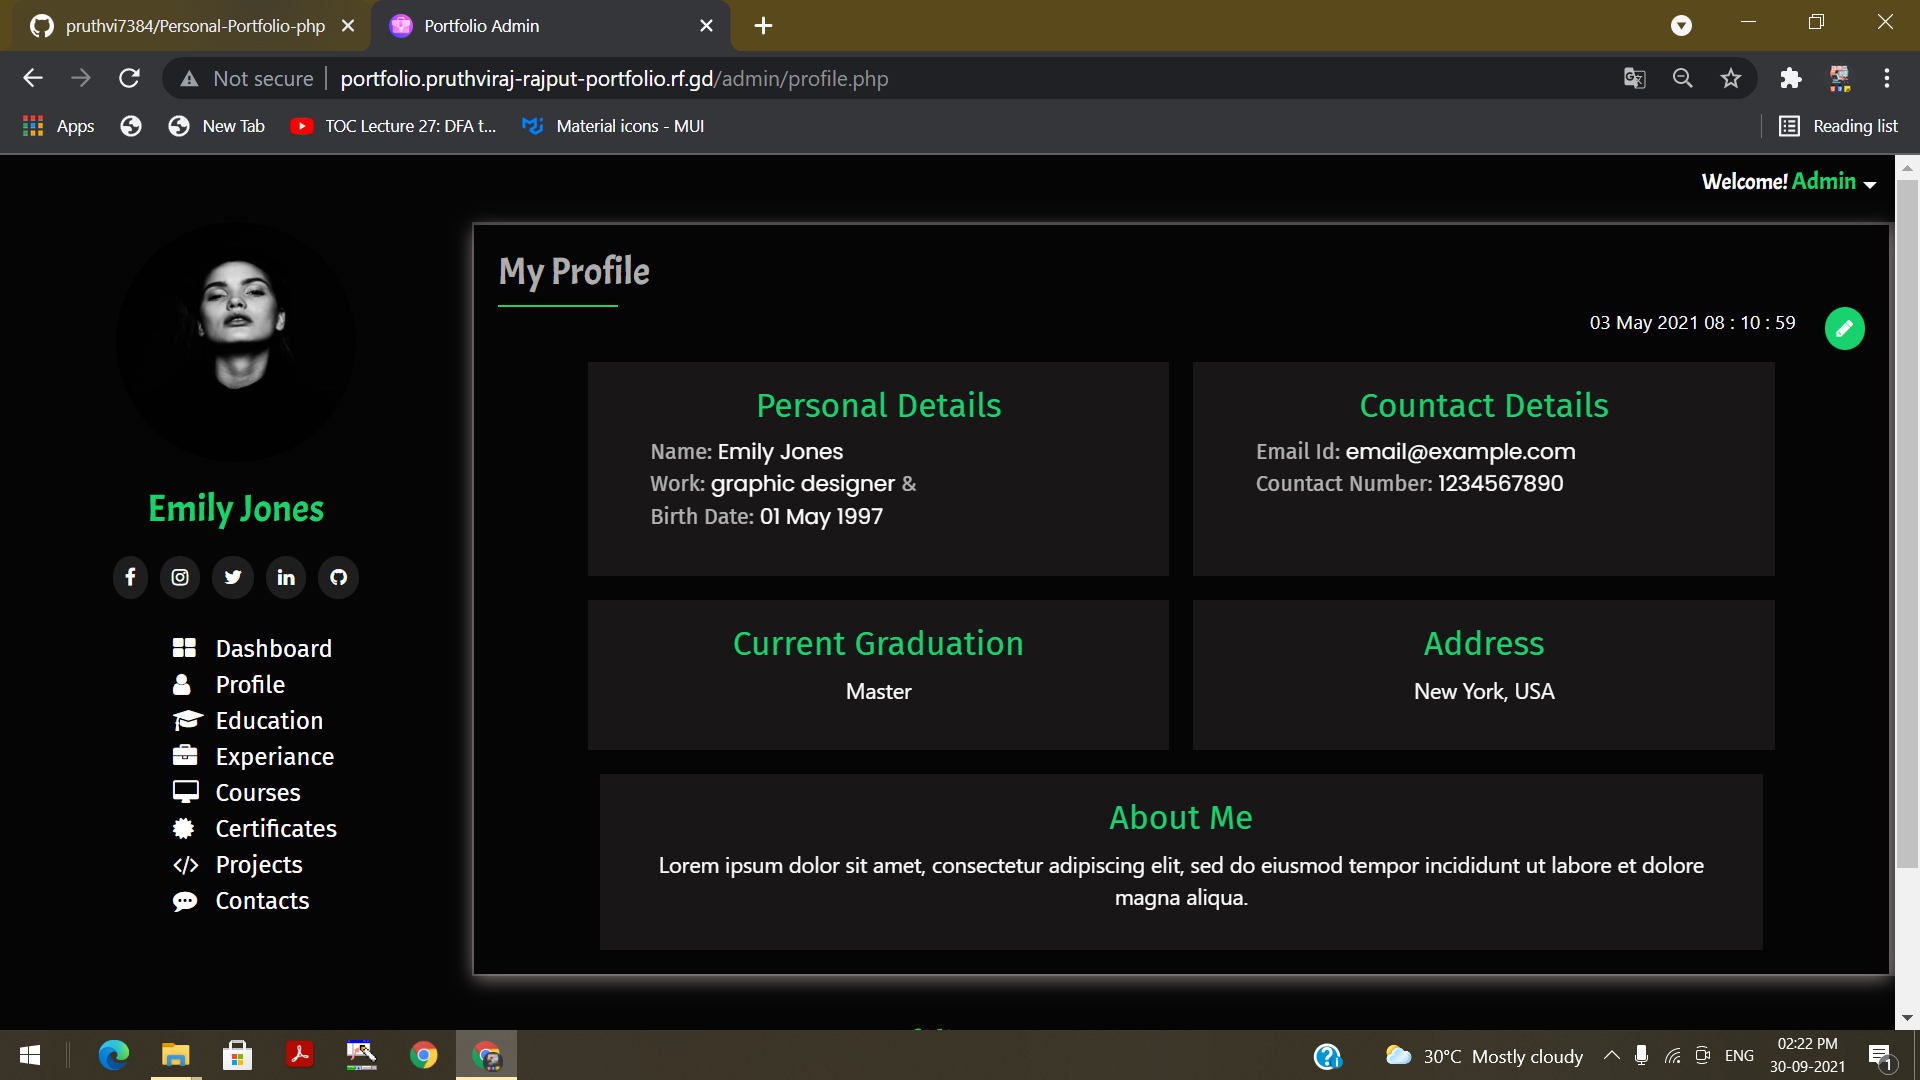 pruthvi7384/Personal-Portfolio-php
Portfolio Admin
Not secure
portfolio.pruthviraj-rajput-portfolio.rf.gd/admin/profile.php
Apps
New Tab
TOC Lecture 27: DFA t...
Material icons - MUI
Reading list
Welcome! Admin
My Profile
03 May 2021 08 : 10 : 59
Emily Jones
Dashboard
Profile
Education
Experiance
Courses
Certificates
Projects
Contacts
Personal Details
Name: Emily Jones
Work: graphic designer &
Birth Date: 01 May 1997
Countact Details
Email Id: email@example.com
Countact Number: 1234567890
Current Graduation
Master
Address
New York, USA
About Me
Lorem ipsum dolor sit amet, consectetur adipiscing elit, sed do eiusmod tempor incididunt ut labore et dolore
magna aliqua.
30°C Mostly cloudy
ENG
02:22 PM
30-09-2021
1